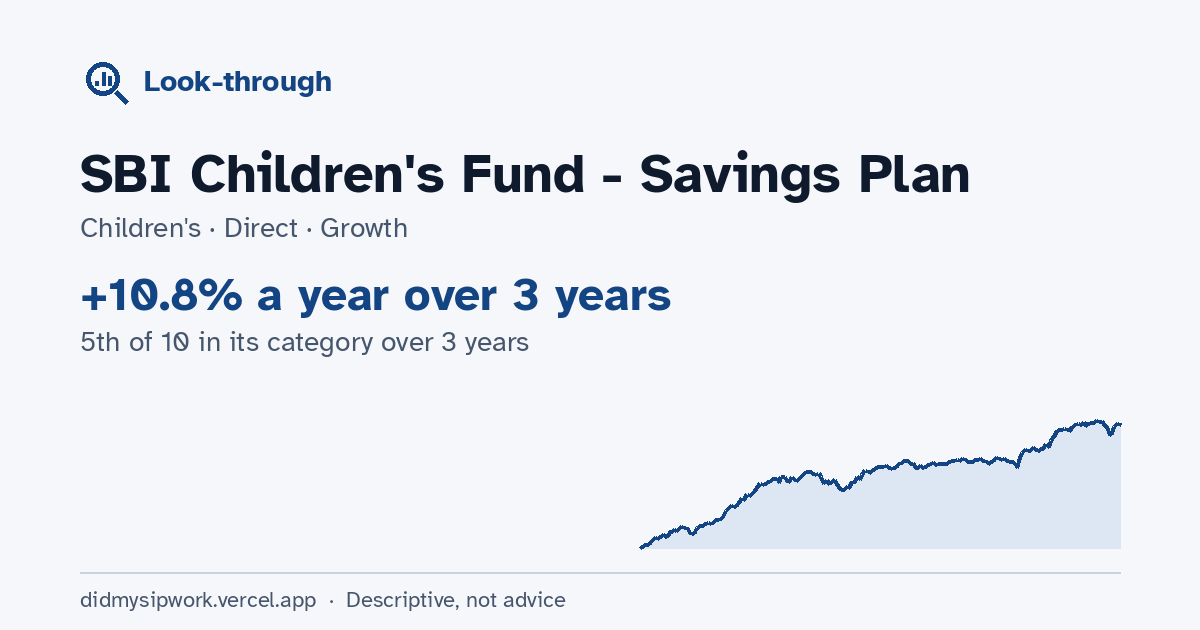 Look-through
SBI Children's Fund - Savings Plan
Children's · Direct · Growth
+10.8% a year over 3 years
5th of 10 in its category over 3 years
didmysipwork.vercel.app · Descriptive, not advice